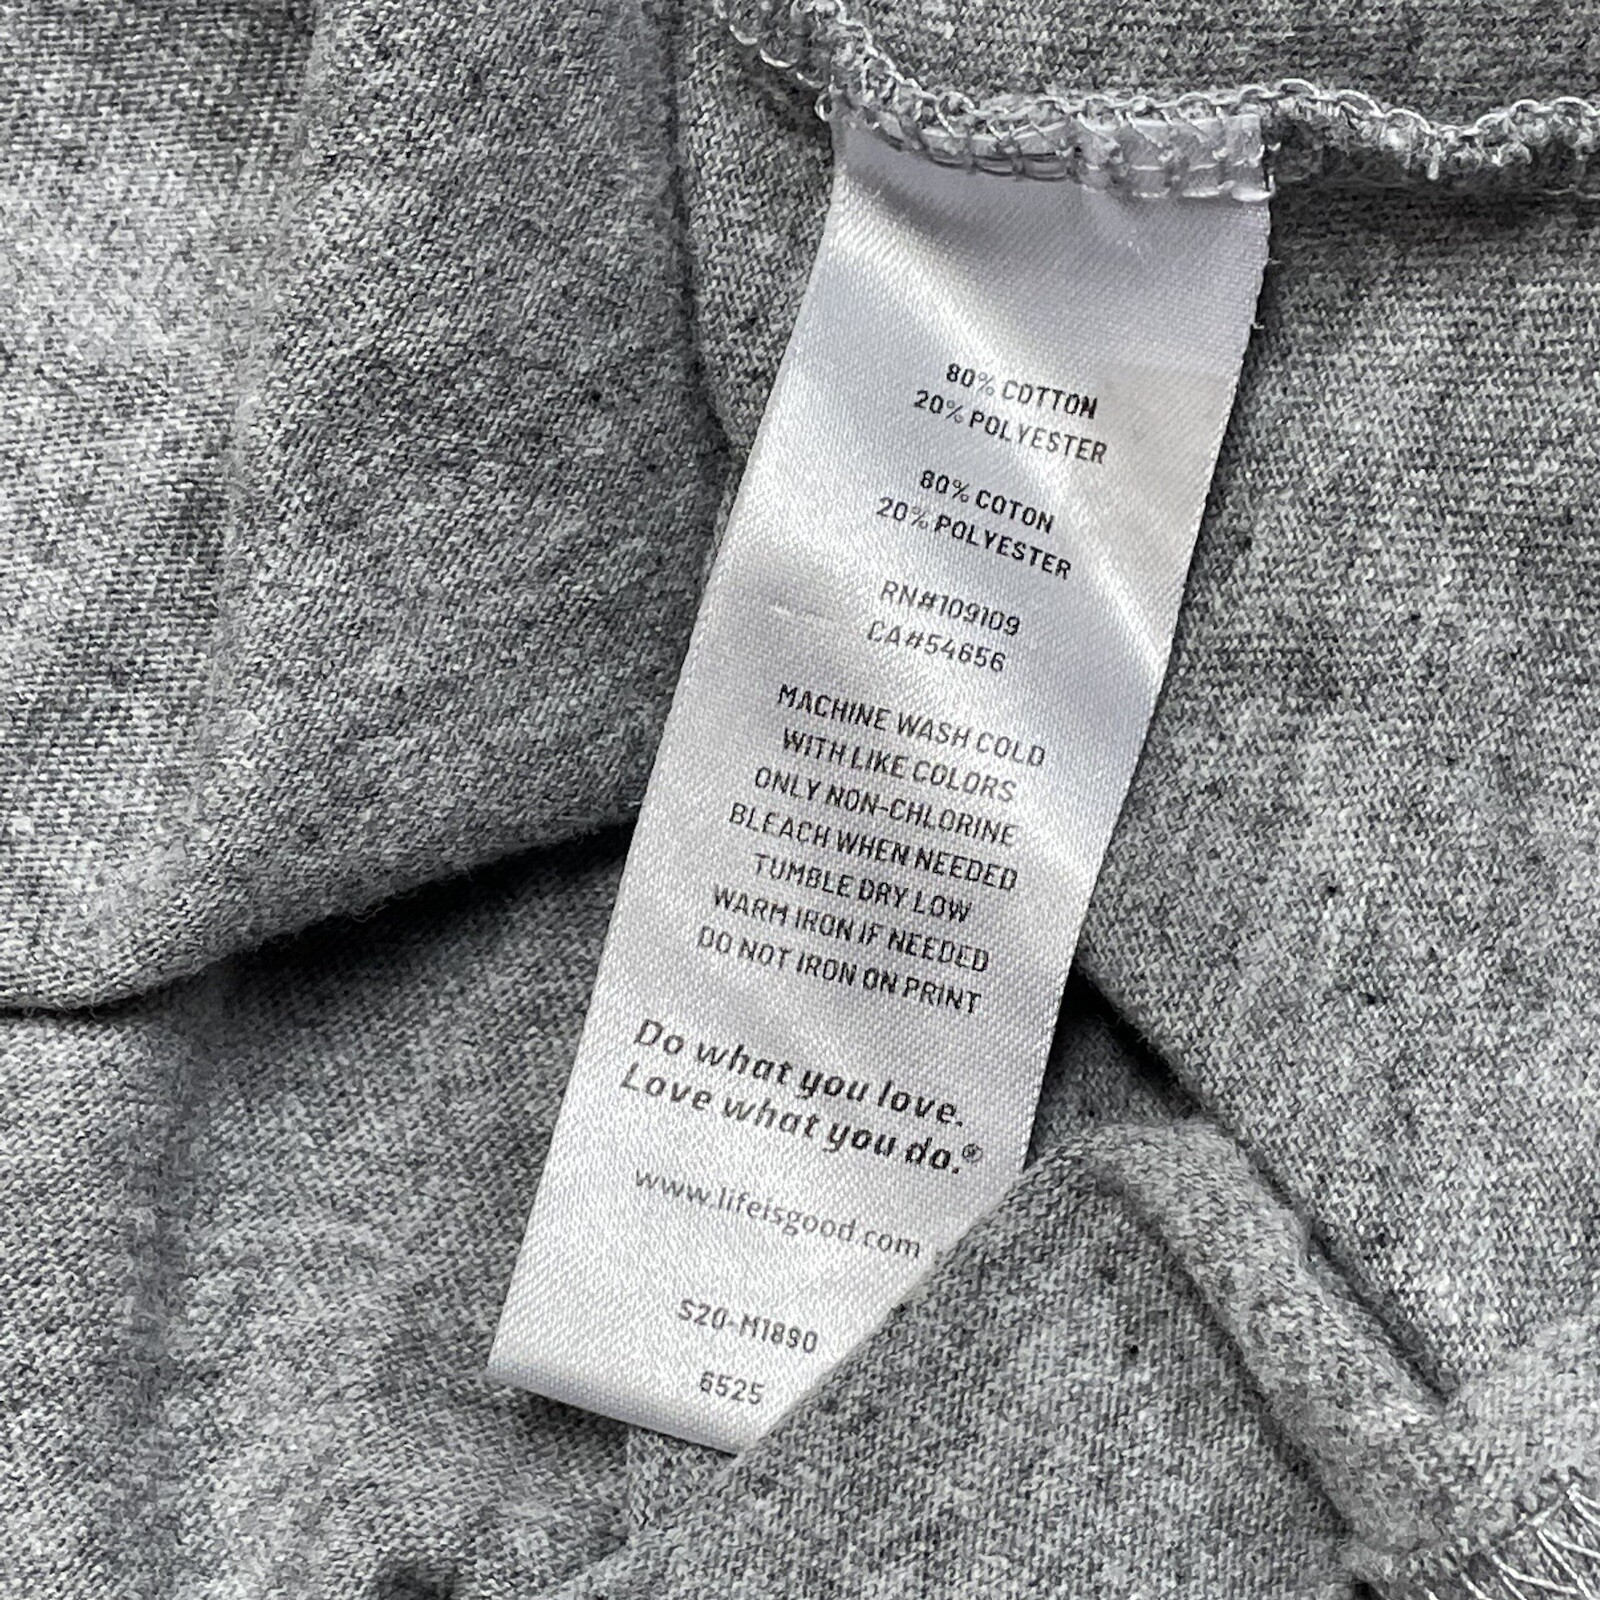 80% COTTON
20% POLYESTER
80% COTON
20% POLYESTER
RN#109109
CA#54656
MACHINE WASH COLD
WITH LIKE COLORS
ONLY NON-CHLORINE
BLEACH WHEN NEEDED
TUMBLE DRY LOW
WARM IRON IF NEEDED
DO NOT IRON ON PRINT
Do what you love.
Love what you do.®
www.lifeisgood.com
S20-M1890
6525